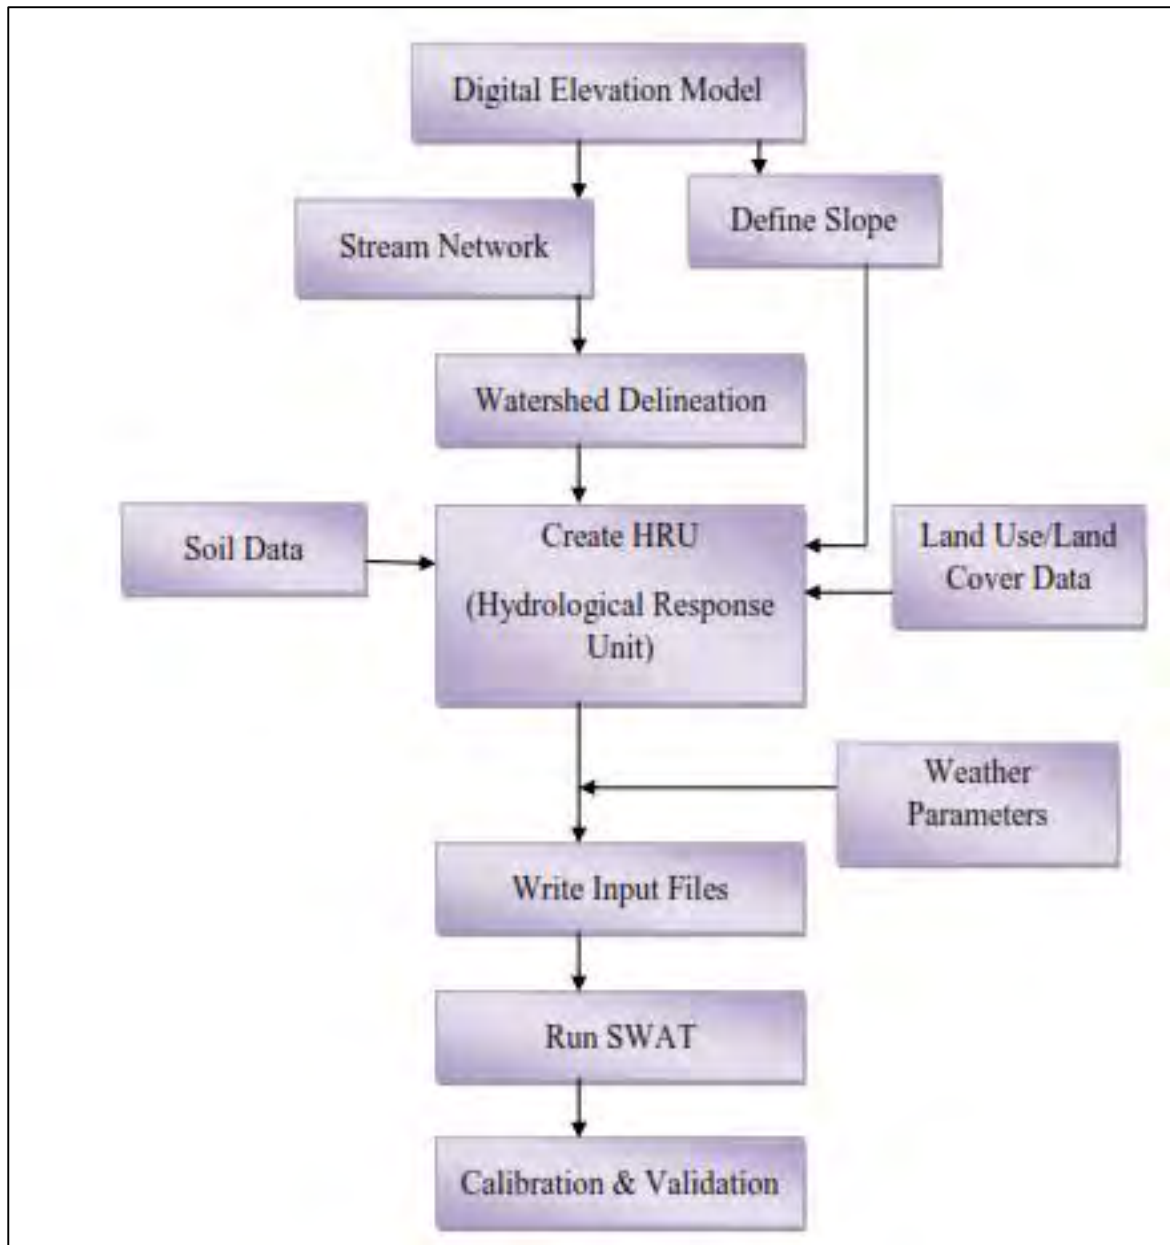 Digital Elevation Model
Define Slope
Stream Network
Watershed Delineation
Soil Data
Create HRU
(Hydrological Response
Unit)
Land Use/Land
Cover Data
Weather
Parameters
Write Input Files
Run SWAT
Calibration & Validation